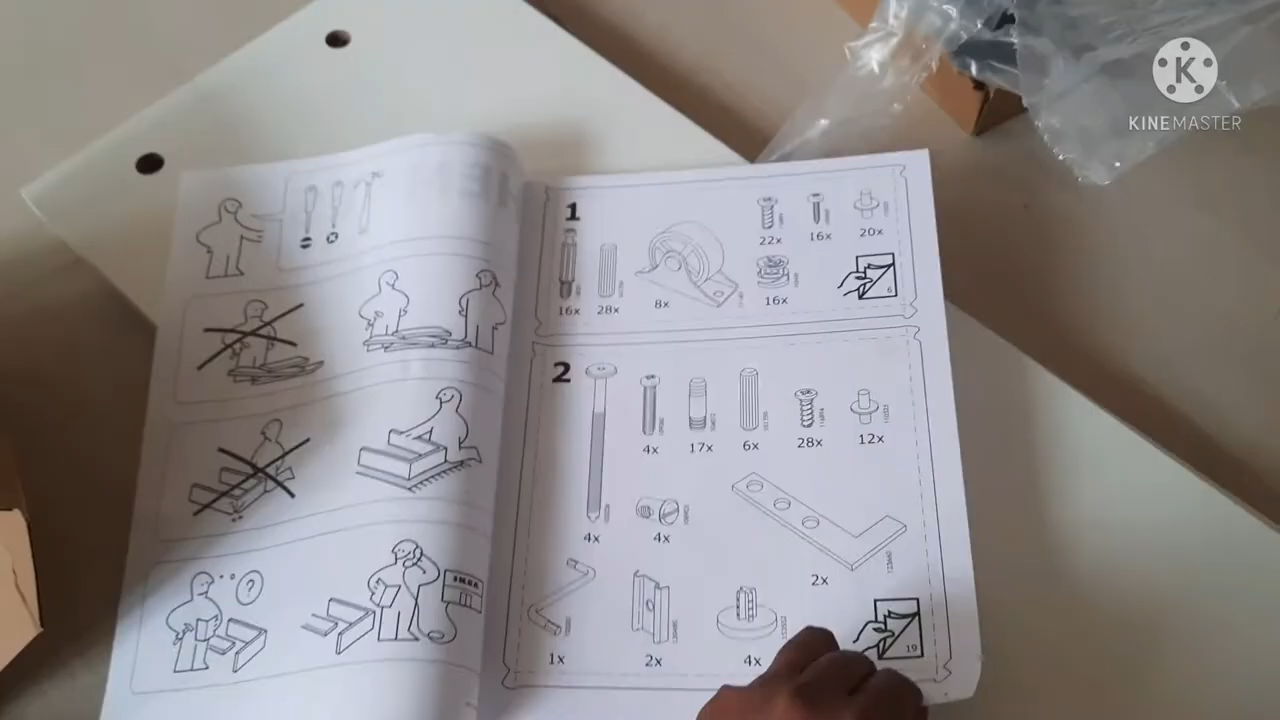 KINEMASTER
1
22x
16x
20x
16x
28x
8x
16x
6
2
4x
17x
6x
28x
12x
4x
4x
2x
1x
2x
4x
19
?
IKEA